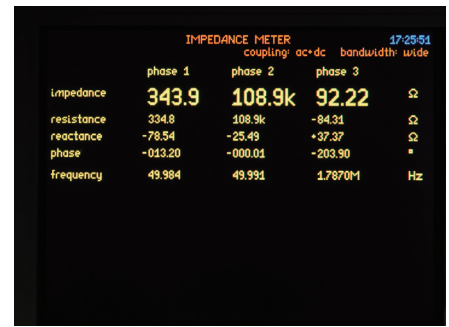 IMPEDANCE METER 17:25:51
coupling: ac+dc bandwidth: wide
phase 1 phase 2 phase 3
impedance 343.9 108.9k 92.22 Ω
resistance 334.8 108.9k -84.31 Ω
reactance -78.54 -25.49 +37.37 Ω
phase -013.20 -000.01 -203.90 °
frequency 49.984 49.991 1.7870M Hz